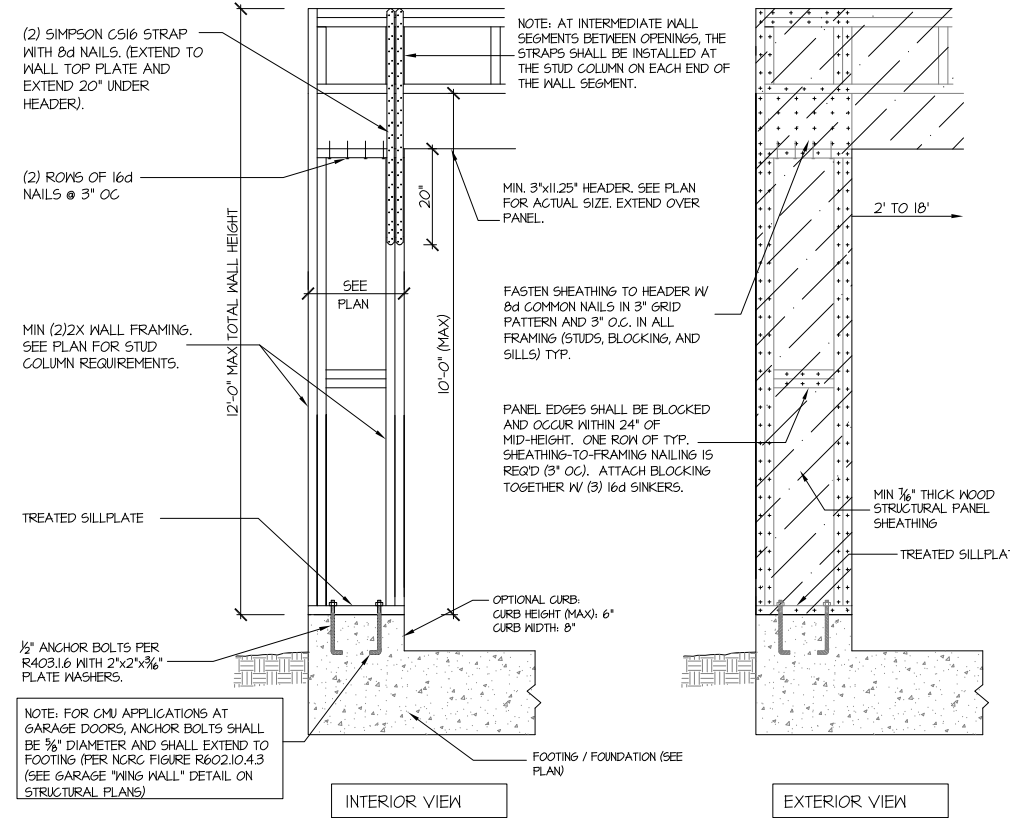 (2) SIMPSON CS16 STRAP
WITH 8d NAILS. (EXTEND TO
WALL TOP PLATE AND
EXTEND 20" UNDER
HEADER).
(2) ROWS OF 16d
NAILS @ 3" OC
12'-0" MAX TOTAL WALL HEIGHT
MIN (2)2X WALL FRAMING.
SEE PLAN FOR STUD
COLUMN REQUIREMENTS.
TREATED SILLPLATE
½" ANCHOR BOLTS PER
R403.1.6 WITH 2"x2"x3/16"
PLATE WASHERS.
NOTE: FOR CMU APPLICATIONS AT
GARAGE DOORS, ANCHOR BOLTS SHALL
BE ⅝" DIAMETER AND SHALL EXTEND TO
FOOTING (PER NCRC FIGURE R602.10.4.3
(SEE GARAGE "WING WALL" DETAIL ON
STRUCTURAL PLANS)
NOTE: AT INTERMEDIATE WALL
SEGMENTS BETWEEN OPENINGS, THE
STRAPS SHALL BE INSTALLED AT
THE STUD COLUMN ON EACH END OF
THE WALL SEGMENT.
20"
SEE
PLAN
10'-0" (MAX)
MIN. 3"x11.25" HEADER. SEE PLAN
FOR ACTUAL SIZE. EXTEND OVER
PANEL.
FASTEN SHEATHING TO HEADER W/
8d COMMON NAILS IN 3" GRID
PATTERN AND 3" O.C. IN ALL
FRAMING (STUDS, BLOCKING, AND
SILLS) TYP.
PANEL EDGES SHALL BE BLOCKED
AND OCCUR WITHIN 24" OF
MID-HEIGHT. ONE ROW OF TYP.
SHEATHING-TO-FRAMING NAILING IS
REQ'D (3" OC). ATTACH BLOCKING
TOGETHER W/ (3) 16d SINKERS.
OPTIONAL CURB:
CURB HEIGHT (MAX): 6"
CURB WIDTH: 8"
FOOTING / FOUNDATION (SEE
PLAN)
INTERIOR VIEW
2' TO 18'
MIN 7/16" THICK WOOD
STRUCTURAL PANEL
SHEATHING
TREATED SILLPLAT
EXTERIOR VIEW